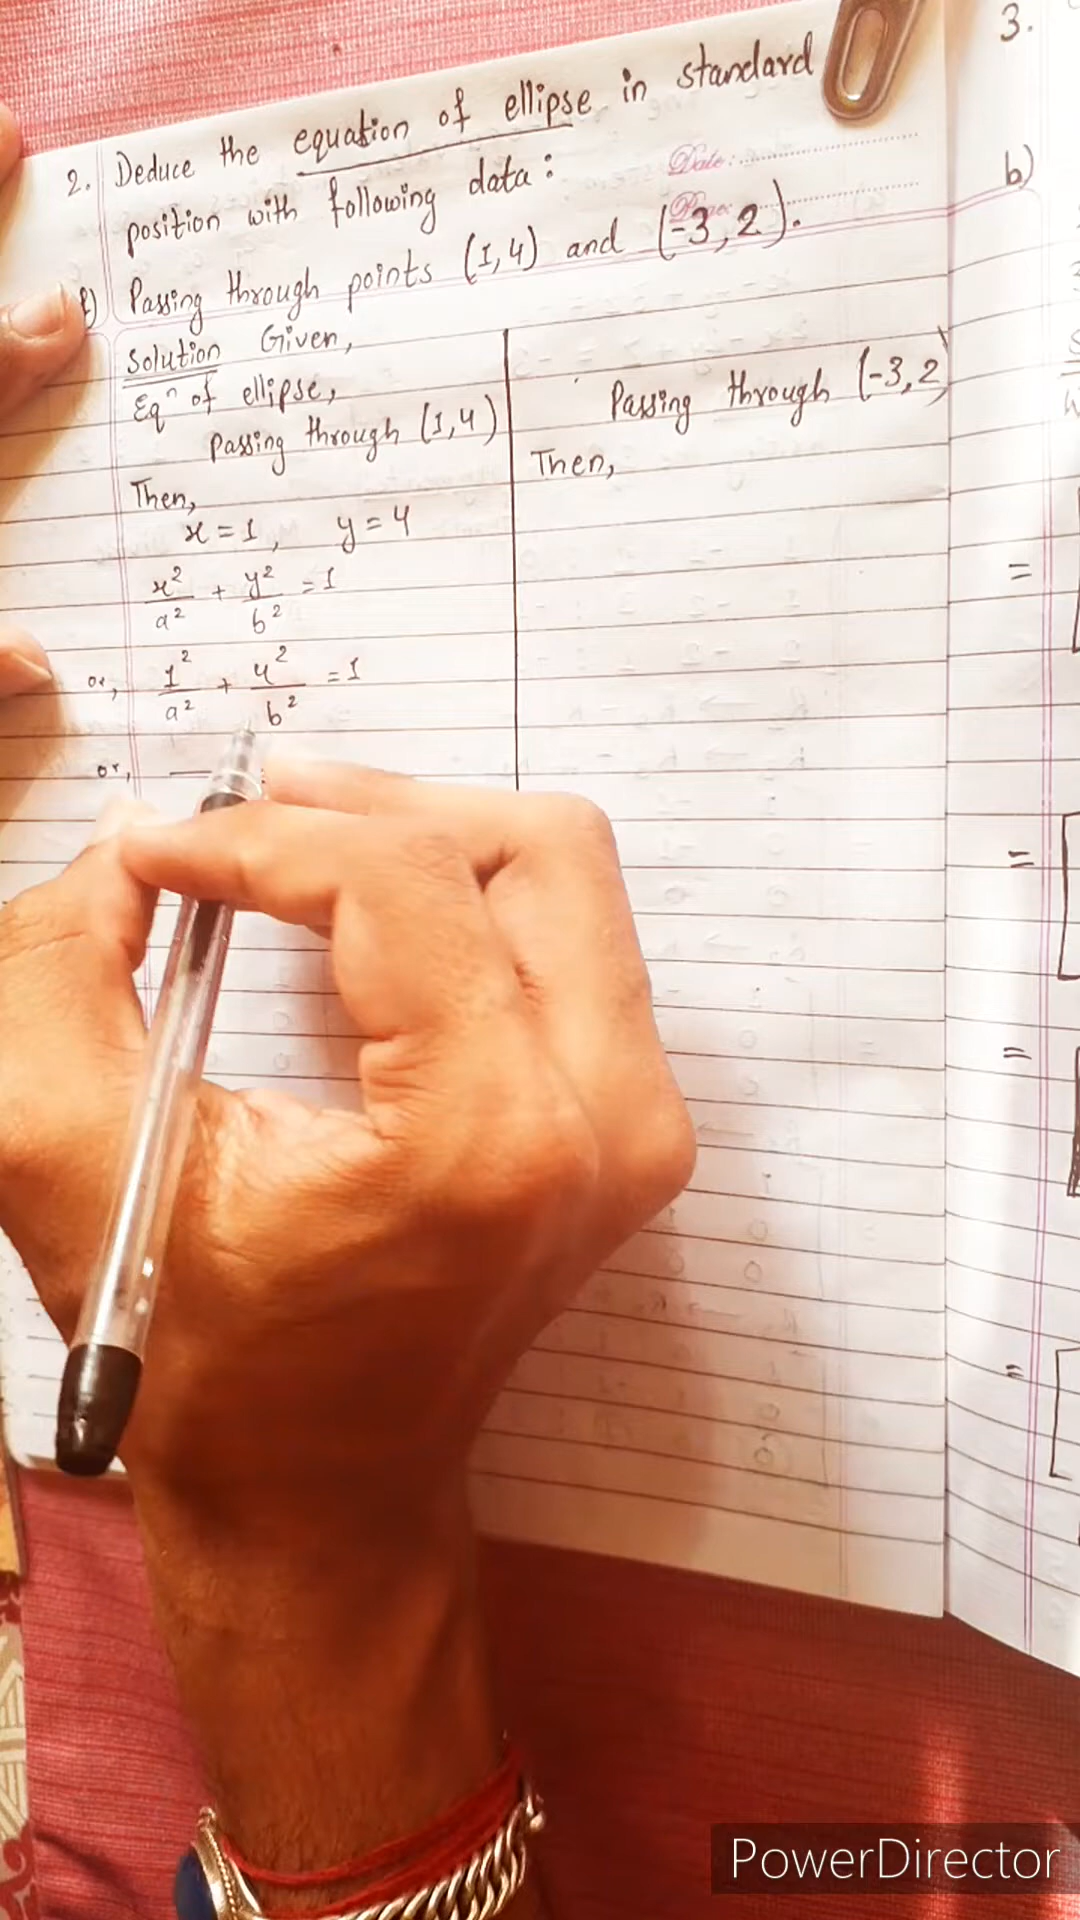 2. Deduce the equation of ellipse in standard
position with following data:
Date:
f) Passing through points (1,4) and (-3,2).
Solution Given,
Eqⁿ of ellipse,
Passing through (1,4)
Then,
x = 1, y = 4
x²/a² + y²/b² = 1
or, 1²/a² + 4²/b² = 1
or,
Passing through (-3,2)
Then,
3.
b)
=
=
=
=
PowerDirector